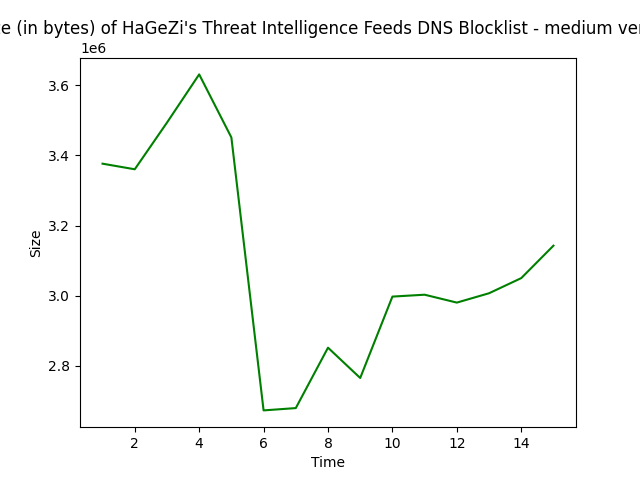 e (in bytes) of HaGeZi's Threat Intelligence Feeds DNS Blocklist - medium ver
1e6
3.6
3.4
3.2
3.0
2.8
Size
2 4 6 8 10 12 14
Time